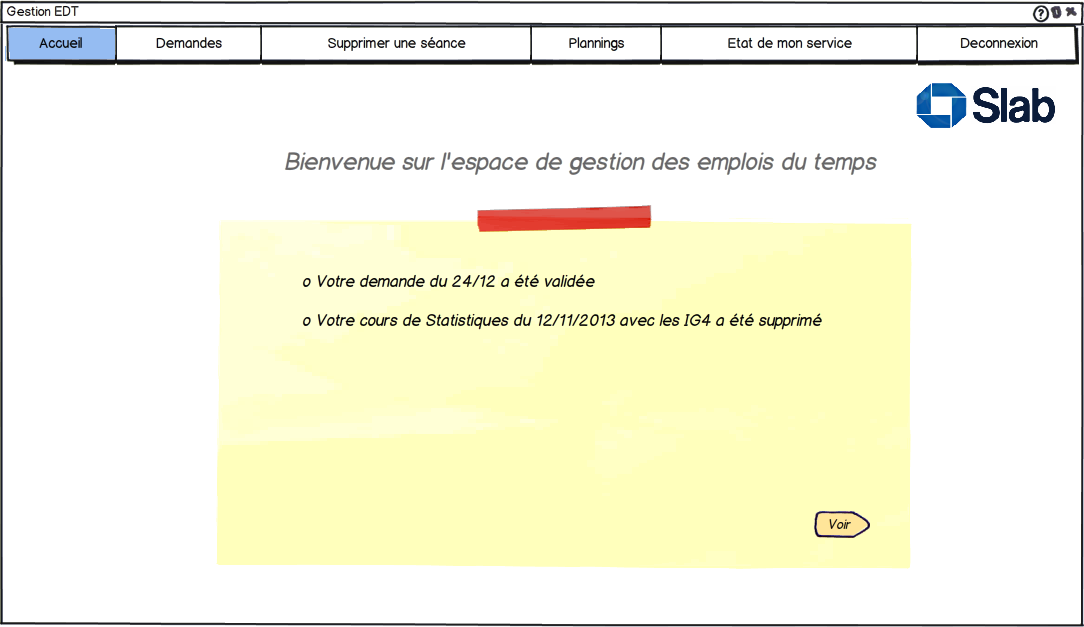 Gestion EDT
Accueil Demandes Supprimer une séance Plannings Etat de mon service Deconnexion
Slab
Bienvenue sur l'espace de gestion des emplois du temps
o Votre demande du 24/12 a été validée
o Votre cours de Statistiques du 12/11/2013 avec les IG4 a été supprimé
Voir